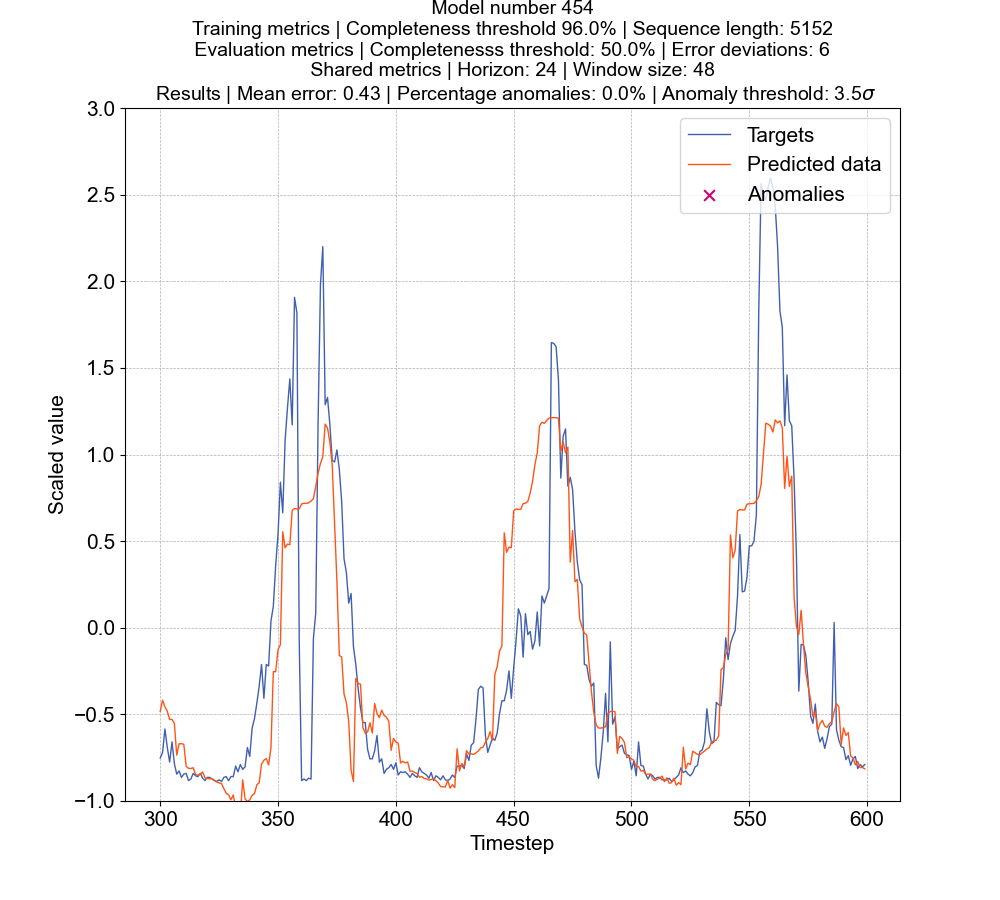 Model number 454
Training metrics | Completeness threshold 96.0% | Sequence length: 5152
Evaluation metrics | Completenesss threshold: 50.0% | Error deviations: 6
Shared metrics | Horizon: 24 | Window size: 48
Results | Mean error: 0.43 | Percentage anomalies: 0.0% | Anomaly threshold: 3.5σ
Targets
Predicted data
Anomalies
3.0
2.5
2.0
1.5
1.0
0.5
0.0
−0.5
−1.0
Scaled value
300 350 400 450 500 550 600
Timestep